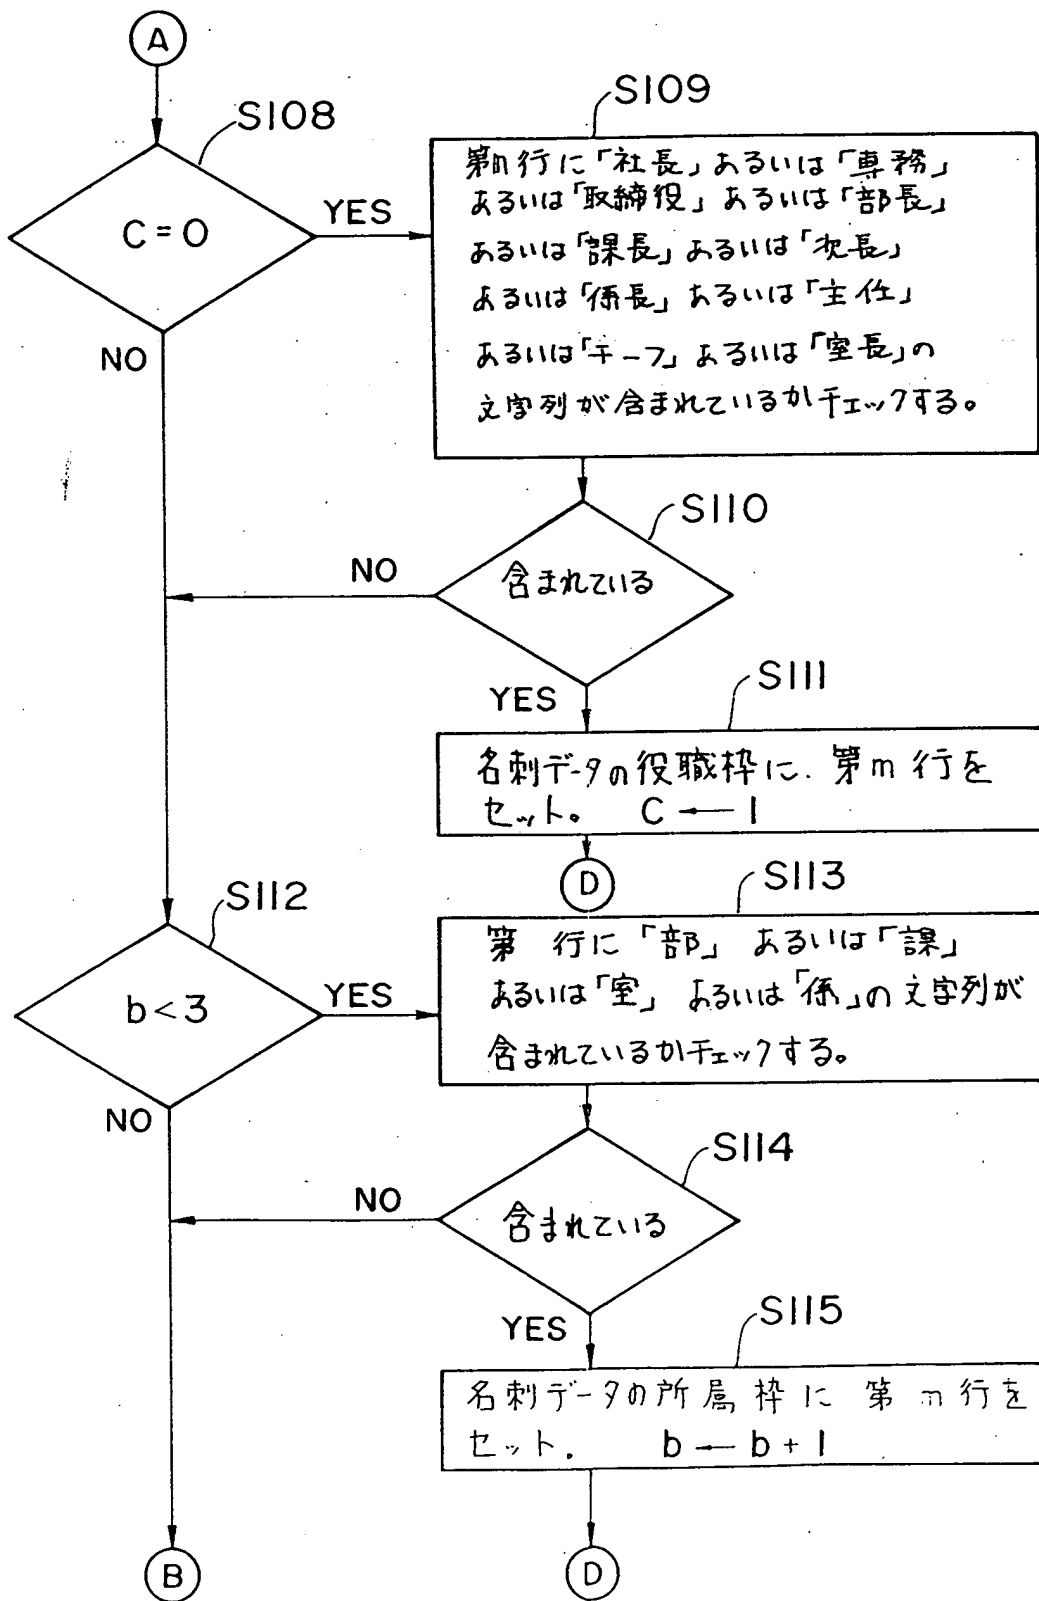 A
S108
C=0
YES
NO
S109
第m行に「社長」あるいは「専務」
あるいは「取締役」あるいは「部長」
あるいは「課長」あるいは「次長」
あるいは「係長」あるいは「主任」
あるいは「チーフ」あるいは「室長」の
文字列が含まれているかチェックする。
S110
含まれている
NO
YES
S111
名刺データの役職枠に、第m行を
セット。 C ← 1
D
S112
b<3
YES
NO
S113
第 行に「部」あるいは「課」
あるいは「室」あるいは「係」の文字列が
含まれているかチェックする。
S114
含まれている
NO
YES
S115
名刺データの所属枠に 第m行を
セット. b ← b+1
B
D